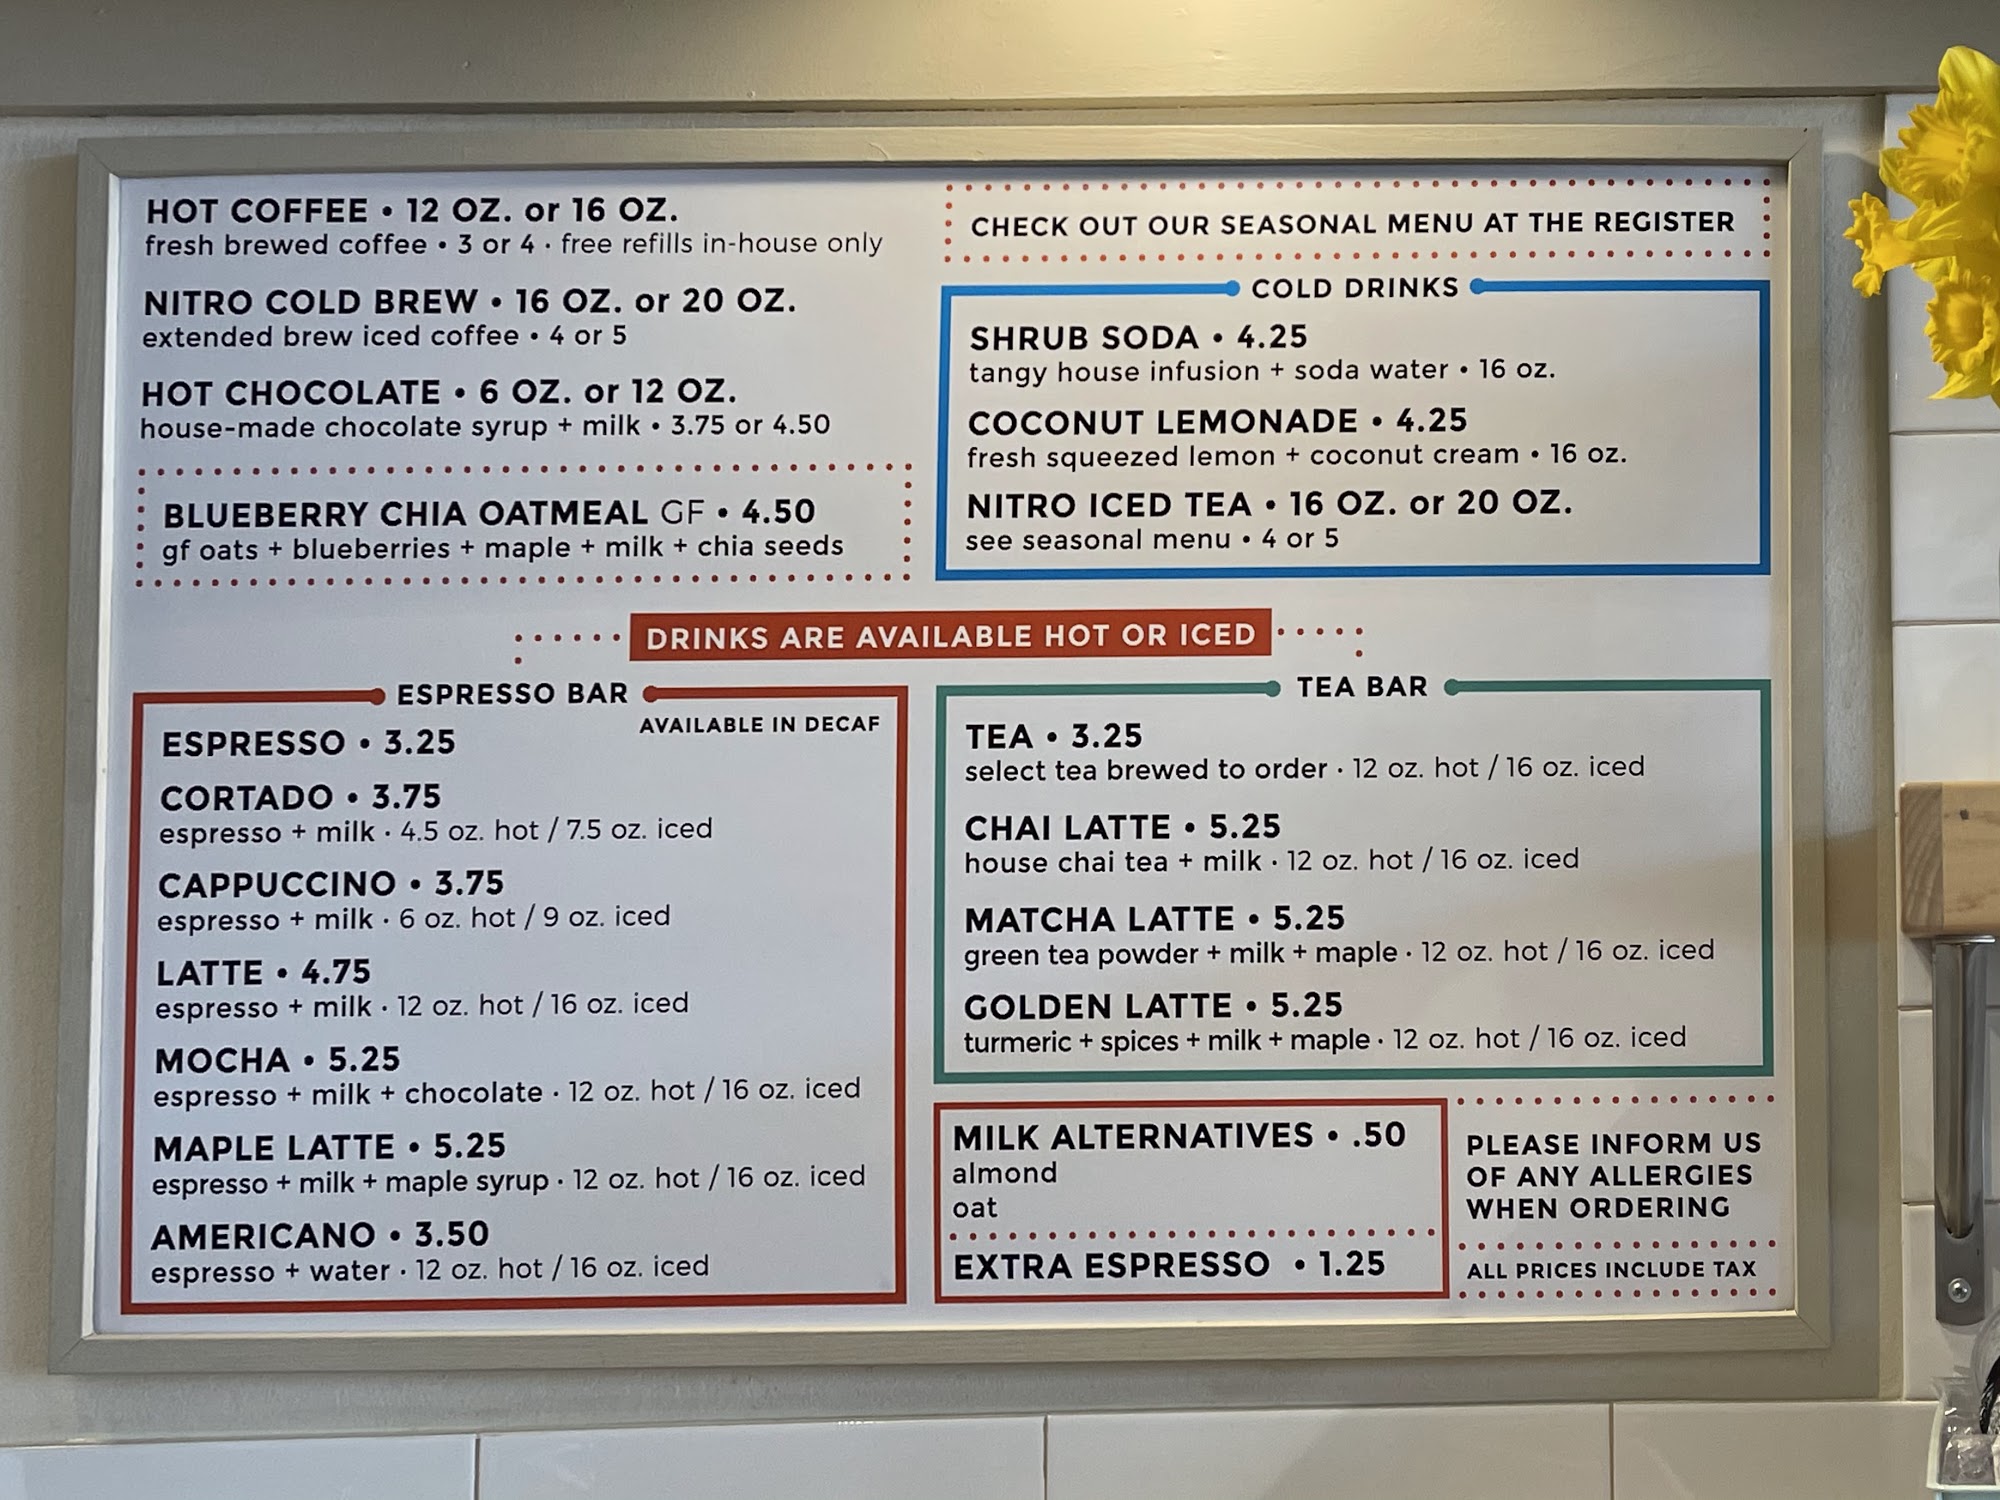 HOT COFFEE • 12 OZ. or 16 OZ.
fresh brewed coffee • 3 or 4 · free refills in-house only
NITRO COLD BREW • 16 OZ. or 20 OZ.
extended brew iced coffee • 4 or 5
HOT CHOCOLATE • 6 OZ. or 12 OZ.
house-made chocolate syrup + milk • 3.75 or 4.50
BLUEBERRY CHIA OATMEAL GF • 4.50
gf oats + blueberries + maple + milk + chia seeds
CHECK OUT OUR SEASONAL MENU AT THE REGISTER
COLD DRINKS
SHRUB SODA • 4.25
tangy house infusion + soda water • 16 oz.
COCONUT LEMONADE • 4.25
fresh squeezed lemon + coconut cream • 16 oz.
NITRO ICED TEA • 16 OZ. or 20 OZ.
see seasonal menu • 4 or 5
DRINKS ARE AVAILABLE HOT OR ICED
ESPRESSO BAR
AVAILABLE IN DECAF
ESPRESSO • 3.25
CORTADO • 3.75
espresso + milk · 4.5 oz. hot / 7.5 oz. iced
CAPPUCCINO • 3.75
espresso + milk · 6 oz. hot / 9 oz. iced
LATTE • 4.75
espresso + milk · 12 oz. hot / 16 oz. iced
MOCHA • 5.25
espresso + milk + chocolate · 12 oz. hot / 16 oz. iced
MAPLE LATTE • 5.25
espresso + milk + maple syrup · 12 oz. hot / 16 oz. iced
AMERICANO • 3.50
espresso + water · 12 oz. hot / 16 oz. iced
TEA BAR
TEA • 3.25
select tea brewed to order · 12 oz. hot / 16 oz. iced
CHAI LATTE • 5.25
house chai tea + milk · 12 oz. hot / 16 oz. iced
MATCHA LATTE • 5.25
green tea powder + milk + maple · 12 oz. hot / 16 oz. iced
GOLDEN LATTE • 5.25
turmeric + spices + milk + maple · 12 oz. hot / 16 oz. iced
MILK ALTERNATIVES • .50
almond
oat
EXTRA ESPRESSO • 1.25
PLEASE INFORM US
OF ANY ALLERGIES
WHEN ORDERING
ALL PRICES INCLUDE TAX